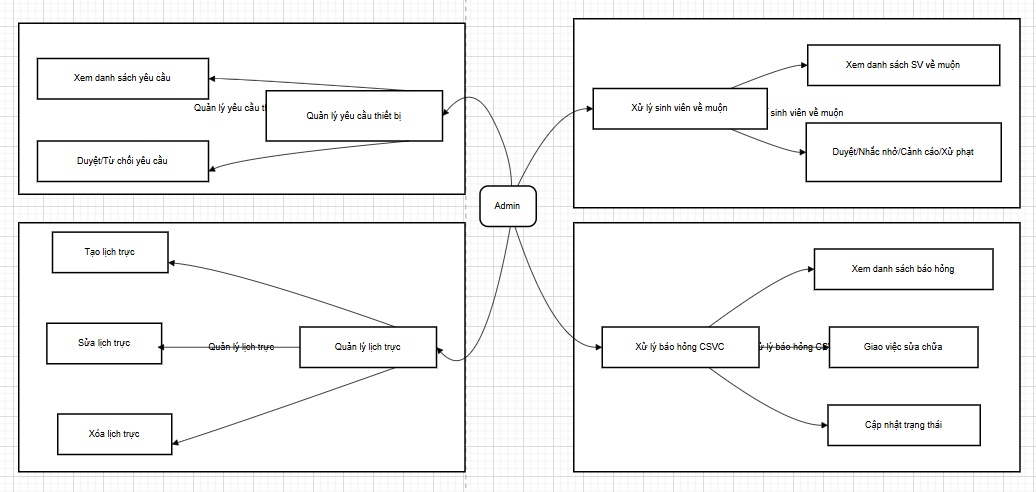 Xem danh sách yêu cầu
Quản lý yêu cầu
Quản lý yêu cầu thiết bị
Duyệt/Từ chối yêu cầu
Xem danh sách SV về muộn
Xử lý sinh viên về muộn
sinh viên về muộn
Duyệt/Nhắc nhở/Cảnh cáo/Xử phạt
Admin
Tạo lịch trực
Sửa lịch trực
Quản lý lịch trực
Quản lý lịch trực
Xóa lịch trực
Xem danh sách báo hỏng
Xử lý báo hỏng CSVC
lý báo hỏng
Giao việc sửa chữa
Cập nhật trạng thái